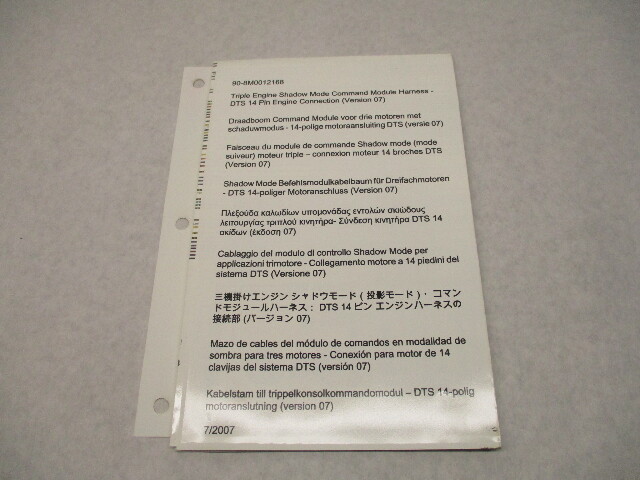 90-8M0012168
Triple Engine Shadow Mode Command Module Harness -
DTS 14 Pin Engine Connection (Version 07)
Draadboom Command Module voor drie motoren met
schaduwmodus - 14-polige motoraansluiting DTS (versie 07)
Faisceau du module de commande Shadow mode (mode
suiveur) moteur triple – connexion moteur 14 broches DTS
(Version 07)
Shadow Mode Befehlsmodulkabelbaum für Dreifachmotoren
- DTS 14-poliger Motoranschluss (Version 07)
Πλεξούδα καλωδίων υπομονάδας εντολών σκιώδους
λειτουργίας τριπλού κινητήρα- Σύνδεση κινητήρα DTS 14
ακίδων (έκδοση 07)
Cablaggio del modulo di controllo Shadow Mode per
applicazioni trimotore - Collegamento motore a 14 piedini del
sistema DTS (Versione 07)
三機掛けエンジン シャドウモード ( 投影モード )・ コマン
ドモジュールハーネス： DTS 14 ピン エンジンハーネスの
接続部 (バージョン 07)
Mazo de cables del módulo de comandos en modalidad de
sombra para tres motores - Conexión para motor de 14
clavijas del sistema DTS (versión 07)
Kabelstam till trippelkonsolkommandomodul – DTS 14-polig
motoranslutning (version 07)
7/2007